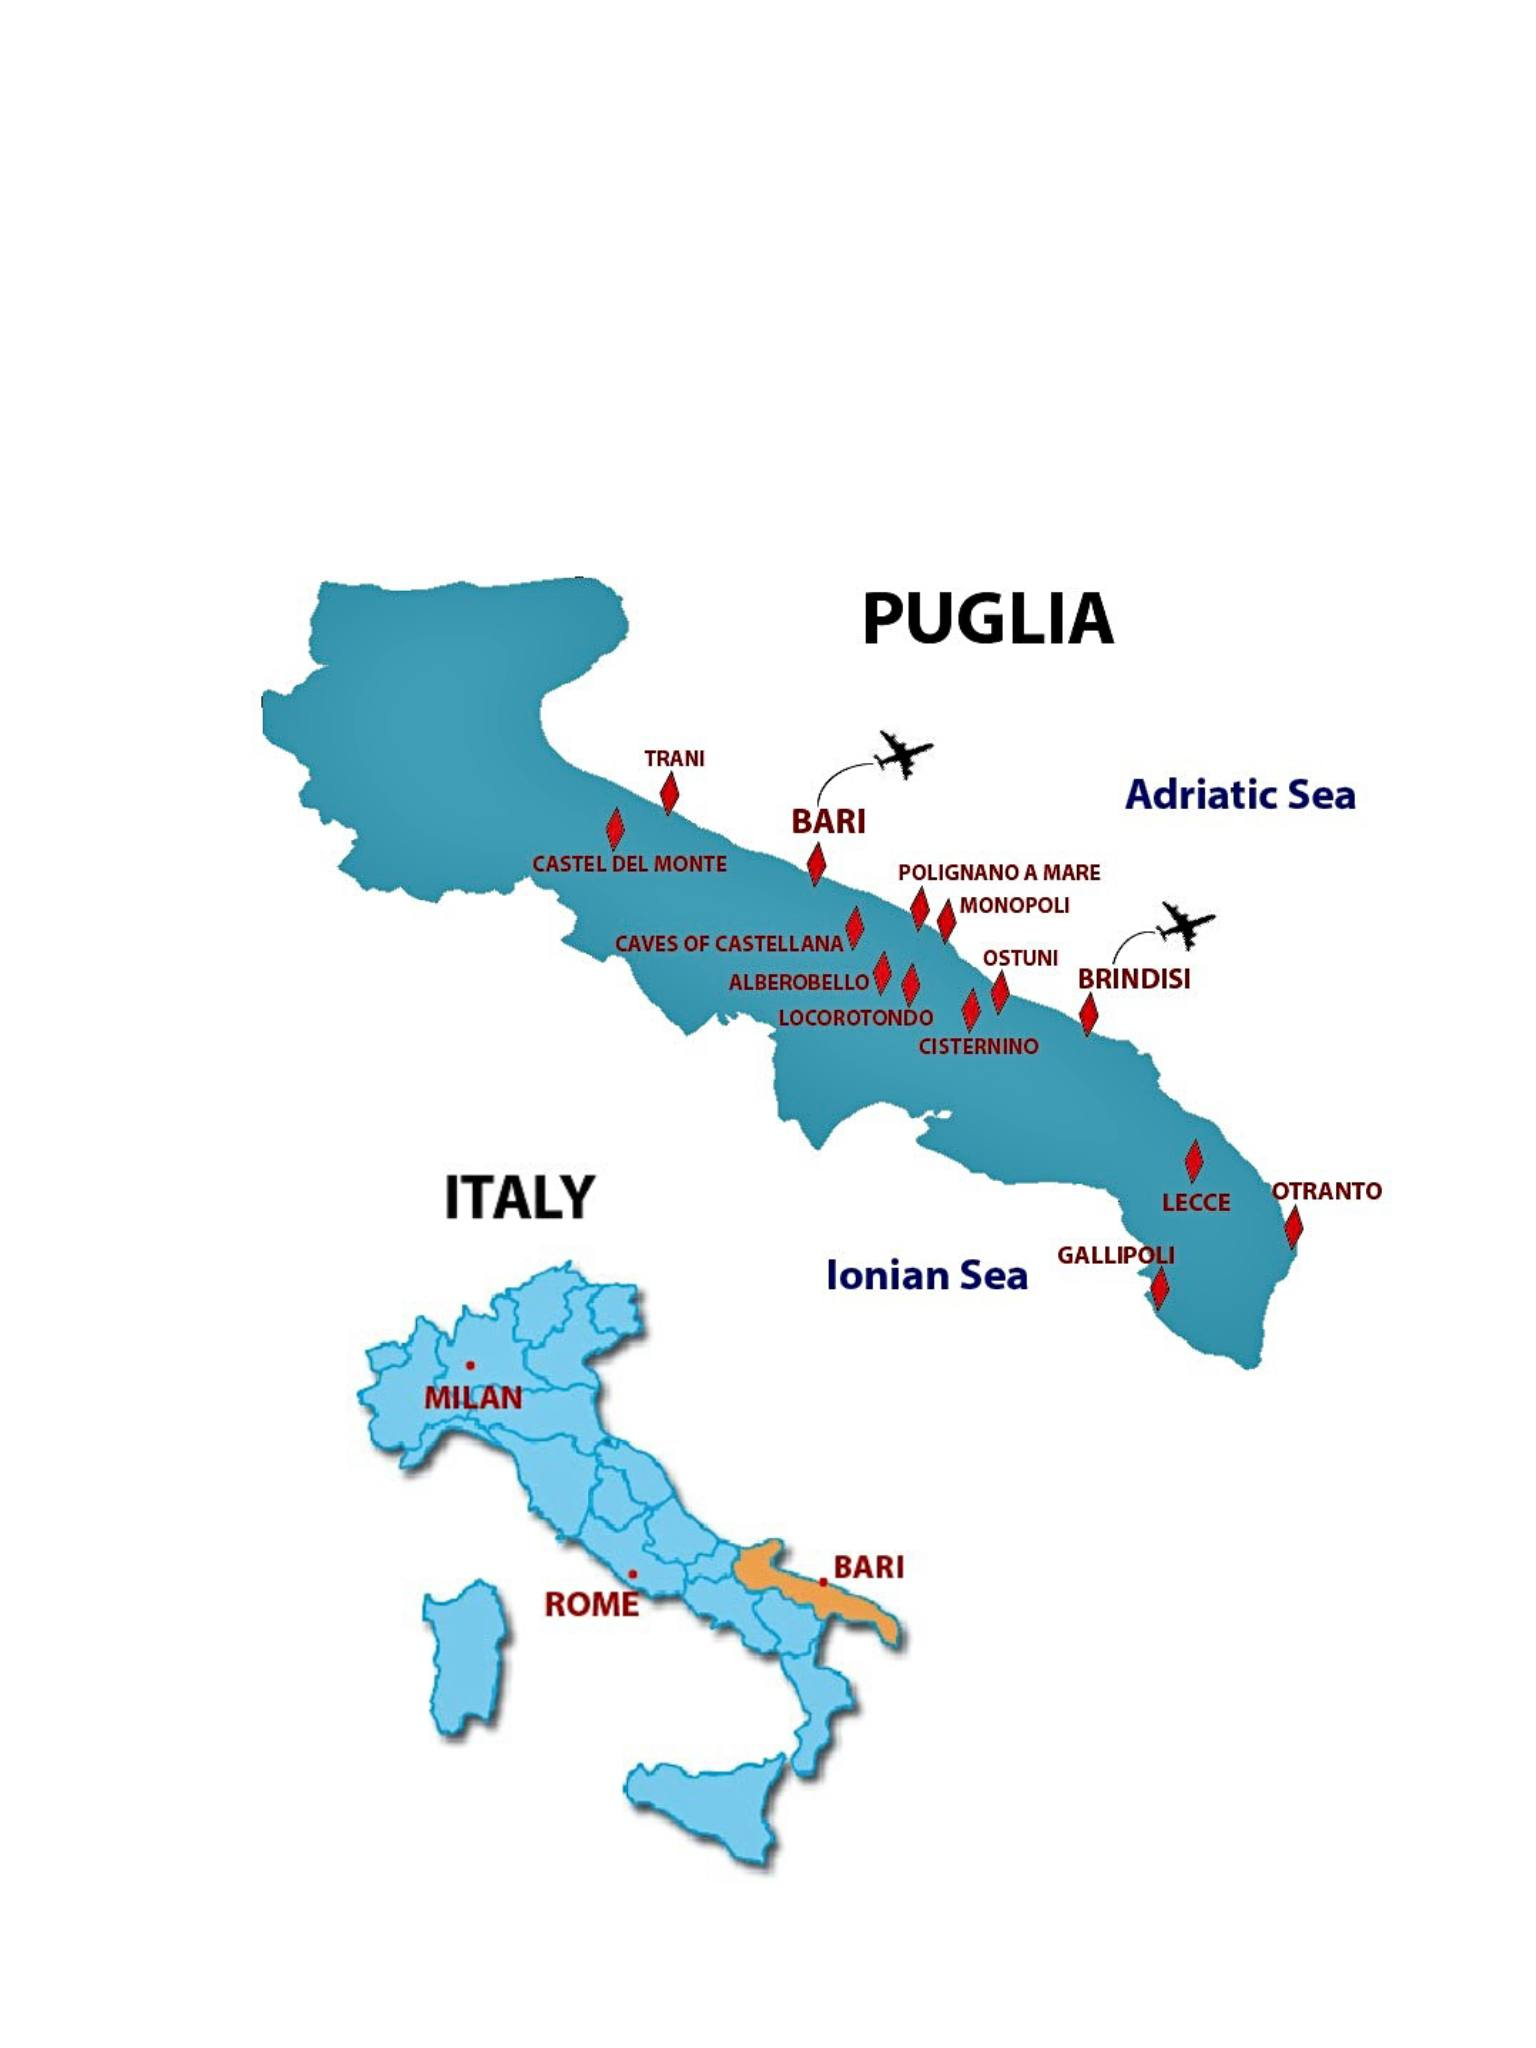 PUGLIA
TRANI
Adriatic Sea
BARI
CASTEL DEL MONTE
POLIGNANO A MARE
MONOPOLI
CAVES OF CASTELLANA
OSTUNI
BRINDISI
ALBEROBELLO
LOCOROTONDO
CISTERNINO
LECCE
OTRANTO
GALLIPOLI
Ionian Sea
ITALY
MILAN
BARI
ROME